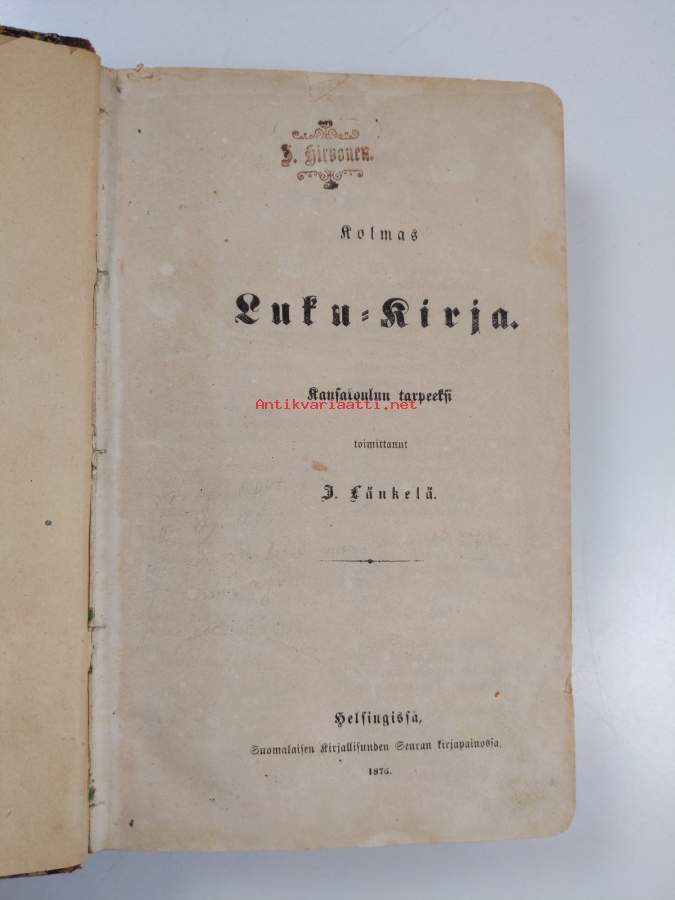 J. Hirvonen.
Kolmas
Luku-Kirja.
Kansakoulun tarpeeksi
Antikvariaatti.net
toimittanut
J. Länkelä.
Helsingissä,
Suomalaisen Kirjallisuuden Seuran kirjapainossa,
1875.